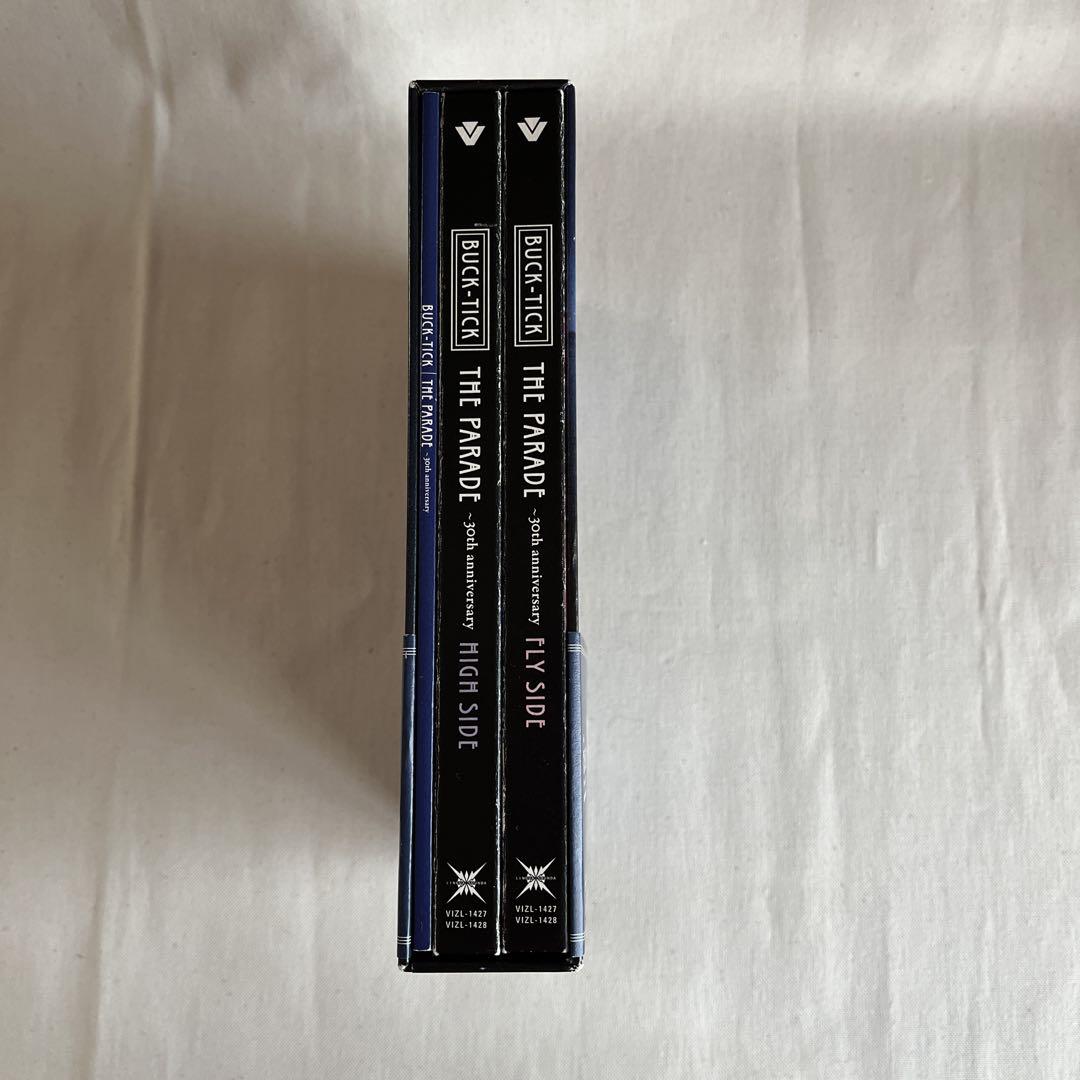 BUCK-TICK | THE PARADE ~30th anniversary
BUCK-TICK THE PARADE ~30th anniversary HIGH SIDE
VIZL-1427
VIZL-1428
BUCK-TICK THE PARADE ~30th anniversary FLY SIDE
VIZL-1427
VIZL-1428